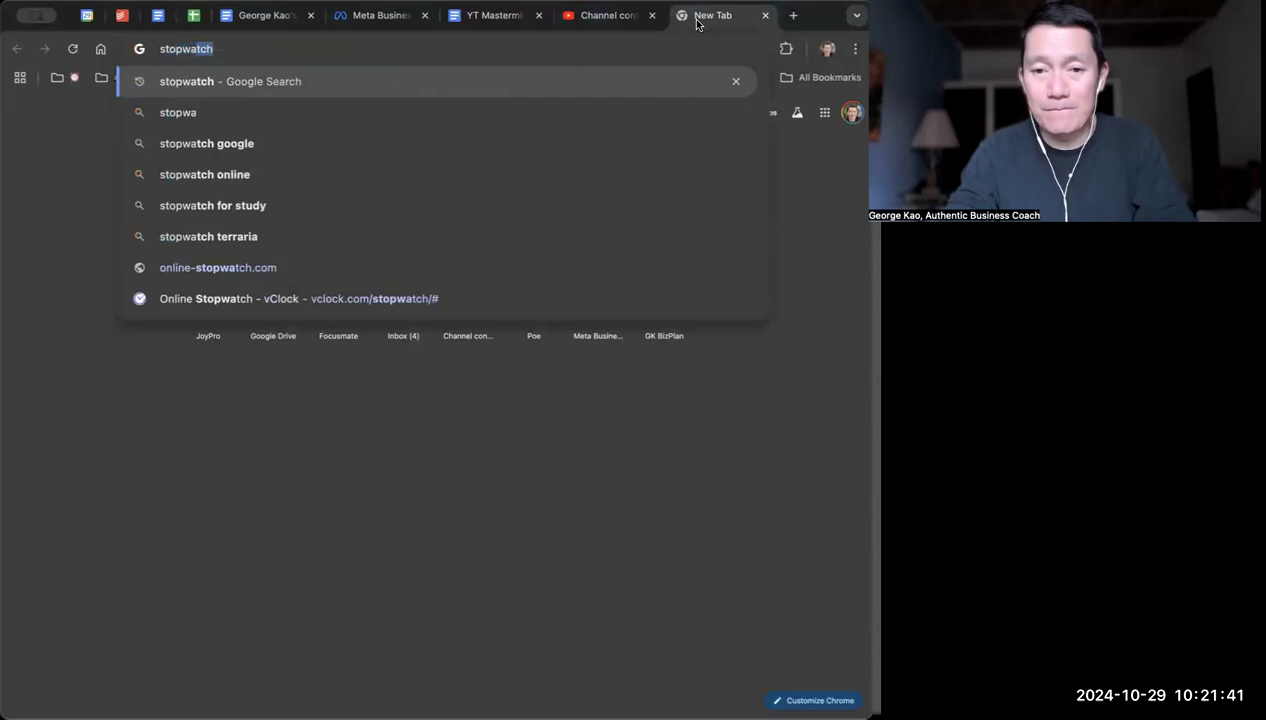 George Kao'
Meta Busine
YT Mastermi
Channel con
New Tab
stopwatch
All Bookmarks
stopwatch - Google Search
stopwa
stopwatch google
stopwatch online
stopwatch for study
stopwatch terraria
online-stopwatch.com
Online Stopwatch - vClock - vclock.com/stopwatch/#
JoyPro
Google Drive
Focusmate
Inbox (4)
Channel con...
Poe
Meta Busine...
GK BizPlan
Customize Chrome
George Kao, Authentic Business Coach
2024-10-29 10:21:41